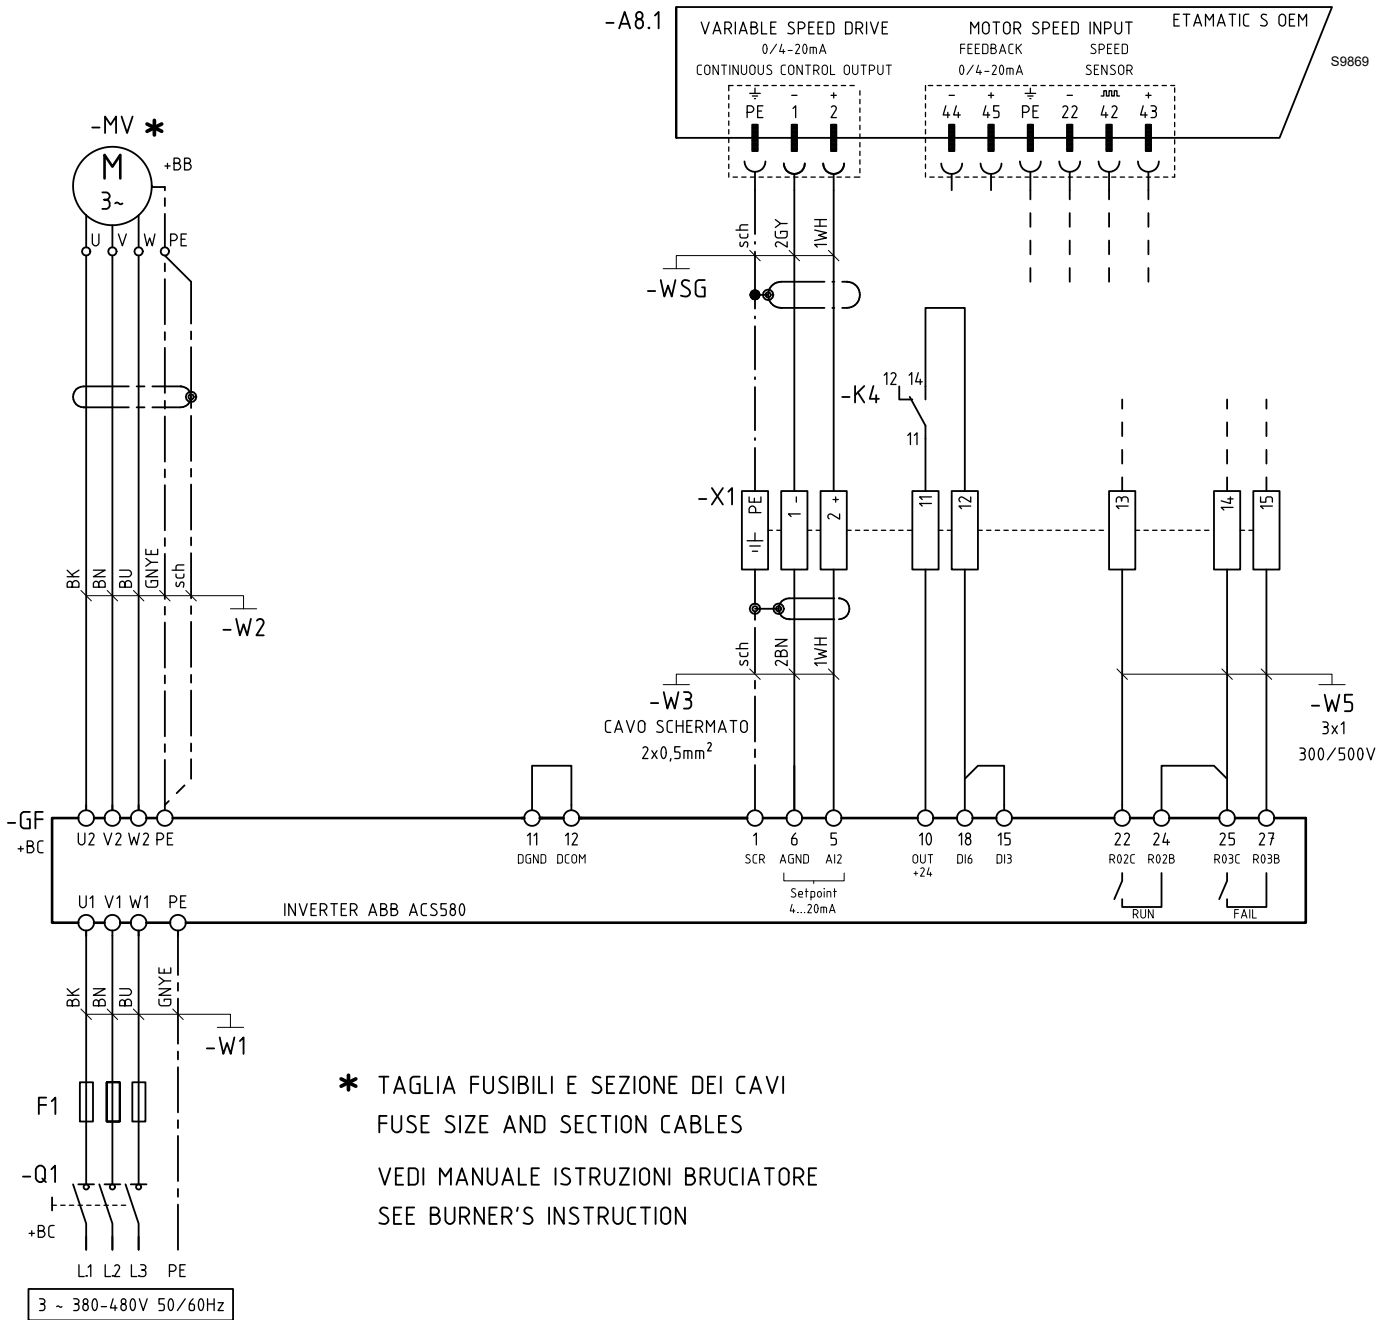 -A8.1
VARIABLE SPEED DRIVE
0/4-20mA
CONTINUOUS CONTROL OUTPUT
MOTOR SPEED INPUT
FEEDBACK
0/4-20mA
SPEED
SENSOR
ETAMATIC S OEM
S9869
- + - + - +
PE 1 2 44 45 PE 22 42 43
-MV *
M
3~
+BB
U V W PE
sch 2GY 1WH
-WSG
12 14
-K4
11
-X1
PE 1 - 2 + 11 12 13 14 15
BK BN BU GNYE sch
-W2
sch 2BN 1WH
-W3
CAVO SCHERMATO
2x0,5mm²
-W5
3x1
300/500V
-GF
+BC
U2 V2 W2 PE
11 12 1 6 5 10 18 15 22 24 25 27
DGND DCOM SCR AGND AI2 OUT DI6 DI3 RO2C RO2B RO3C RO3B
+24
Setpoint
4...20mA
RUN FAIL
U1 V1 W1 PE
INVERTER ABB ACS580
BK BN BU GNYE
-W1
F1
-Q1
+BC
L1 L2 L3 PE
3 ~ 380-480V 50/60Hz
* TAGLIA FUSIBILI E SEZIONE DEI CAVI
FUSE SIZE AND SECTION CABLES
VEDI MANUALE ISTRUZIONI BRUCIATORE
SEE BURNER'S INSTRUCTION